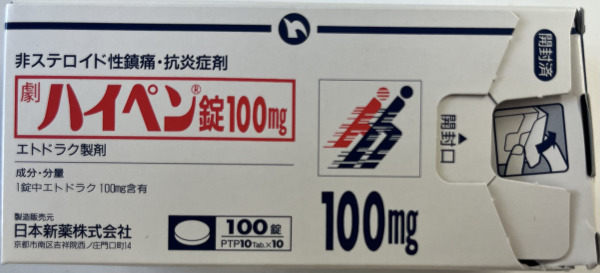 非ステロイド性鎮痛・抗炎症剤
劇 ハイペン®錠100mg
エトドラク製剤
成分・分量
1錠中エトドラク 100mg含有
製造販売元
日本新薬株式会社
京都市南区吉祥院西ノ庄門口町14
100錠
PTP10Tab.×10
100mg
開封口
開封済